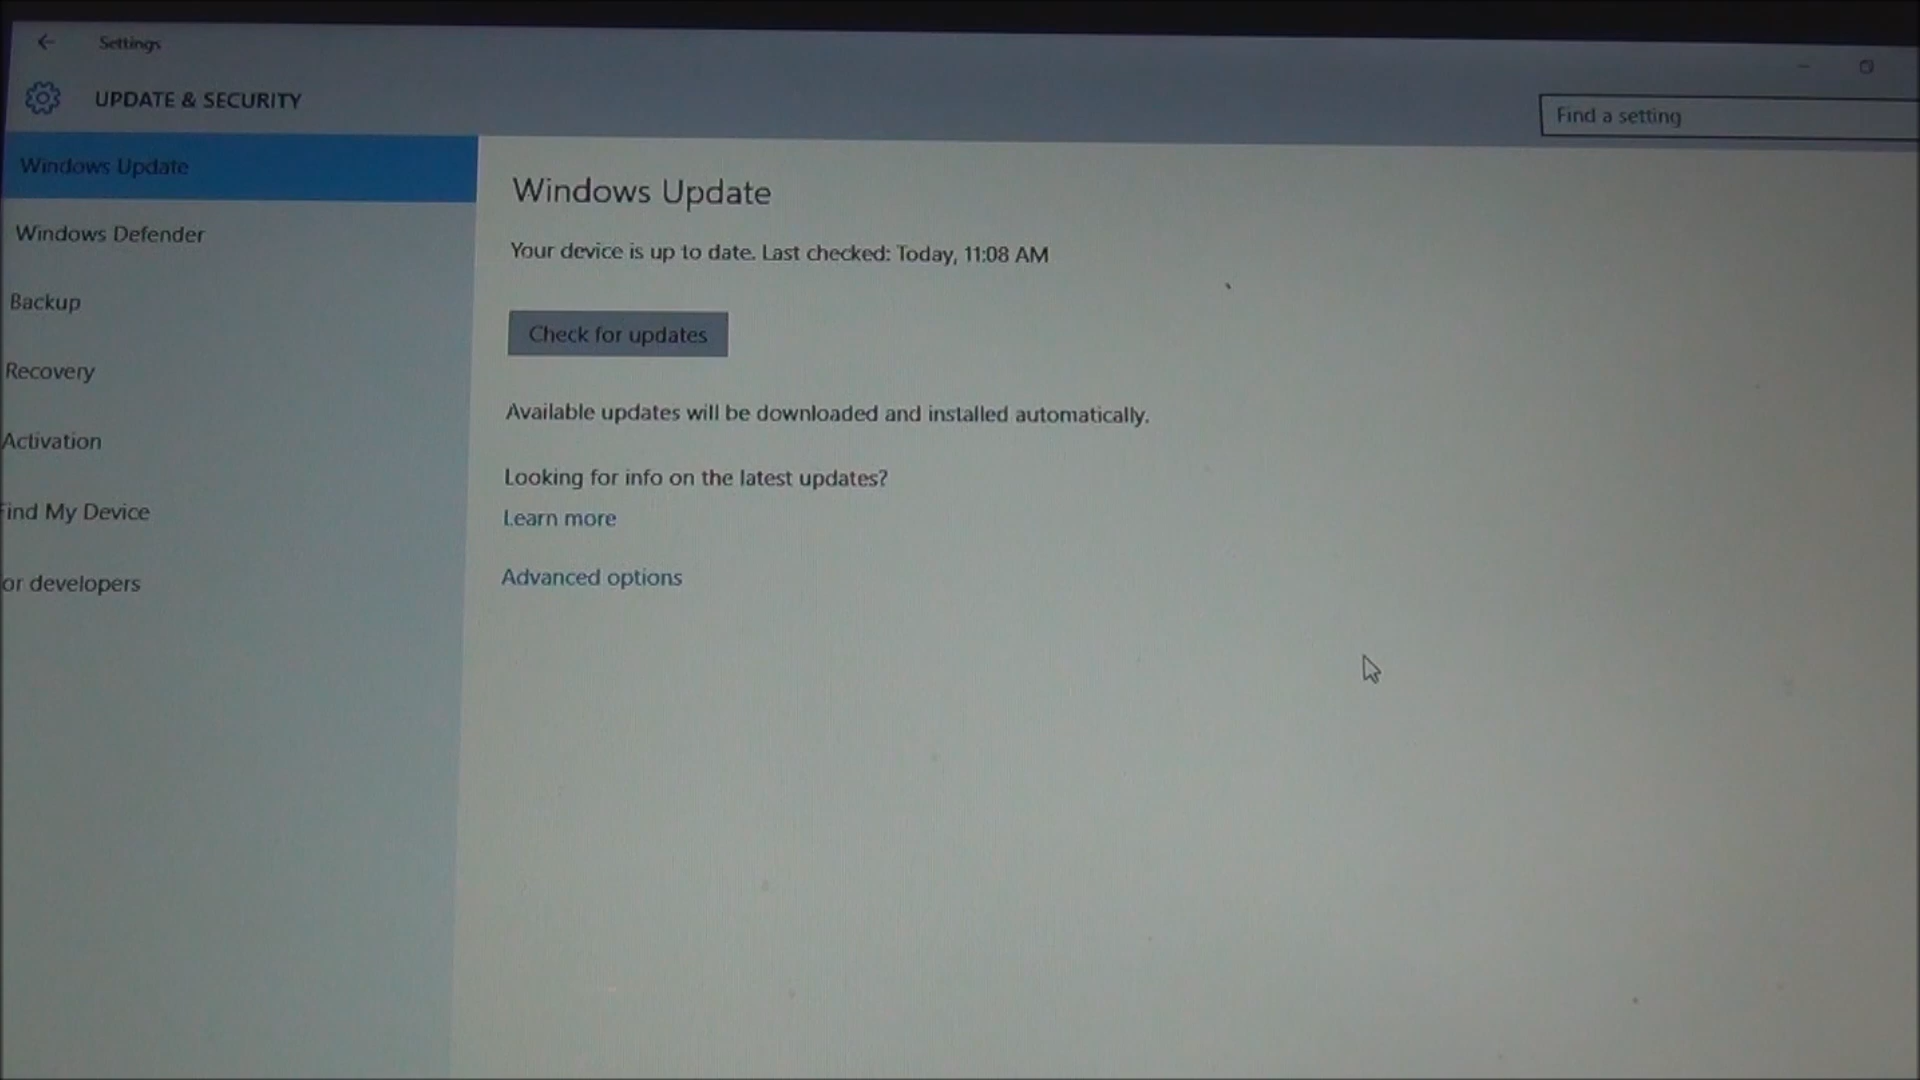 Settings
UPDATE & SECURITY
Find a setting
Windows Update
Windows Defender
Backup
Recovery
Activation
Find My Device
or developers
Windows Update
Your device is up to date. Last checked: Today, 11:08 AM
Check for updates
Available updates will be downloaded and installed automatically.
Looking for info on the latest updates?
Learn more
Advanced options